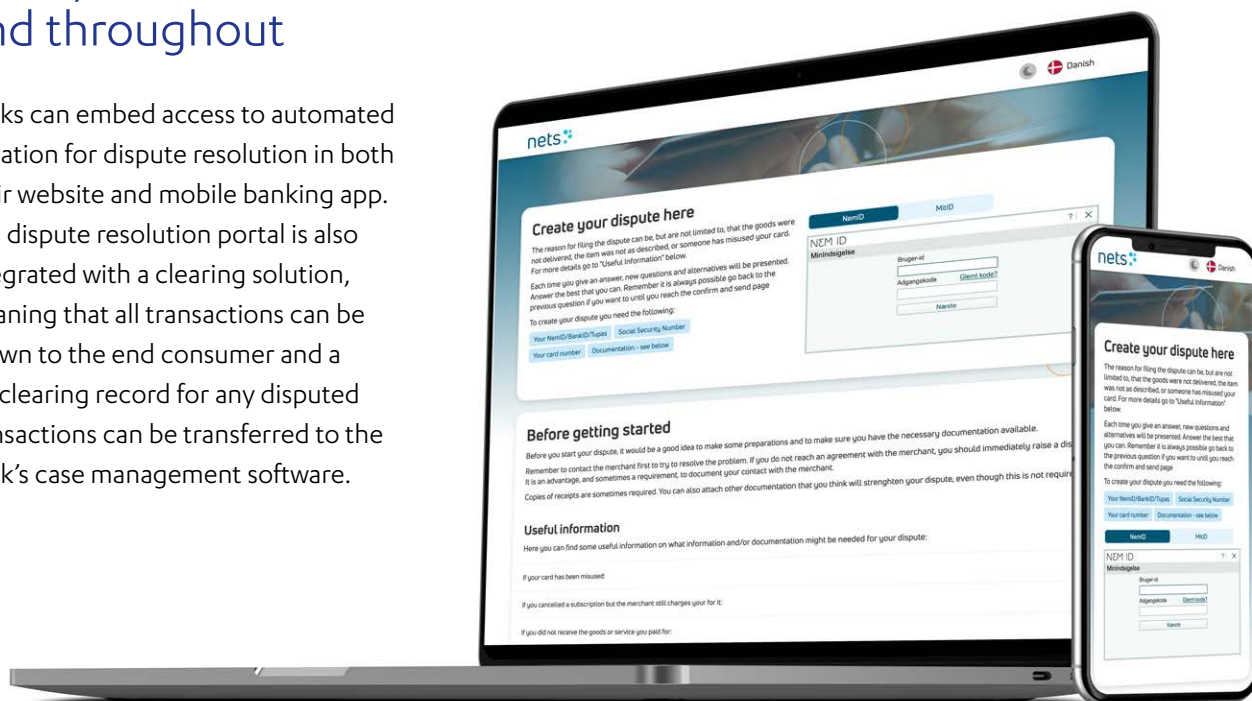 nd throughout
ks can embed access to automated
ation for dispute resolution in both
ir website and mobile banking app.
dispute resolution portal is also
egrated with a clearing solution,
aning that all transactions can be
own to the end consumer and a
clearing record for any disputed
nsactions can be transferred to the
k's case management software.
Danish
nets
Create your dispute here
The reason for filing the dispute can be, but are not limited to, that the goods were
not delivered, the item was not as described, or someone has misused your card.
For more details go to "Useful Information" below.
Each time you give an answer, new questions and alternatives will be presented.
Answer the best that you can. Remember it is always possible go back to the
previous question if you want to until you reach the confirm and send page
To create your dispute you need the following:
Your NemID/BankID/Tupas Social Security Number
Your card number Documentation - see below
NemID MitID
NEM ID ? X
MinIndsigelse
Bruger-id
Adgangskode Glemt kode?
Næste
Before getting started
Before you start your dispute, it would be a good idea to make some preparations and to make sure you have the necessary documentation available.
Remember to contact the merchant first to try to resolve the problem. If you do not reach an agreement with the merchant, you should immediately raise a dis
It is an advantage, and sometimes a requirement, to document your contact with the merchant.
Copies of receipts are sometimes required. You can also attach other documentation that you think will strenghten your dispute, even though this is not require
Useful information
Here you can find some useful information on what information and/or documentation might be needed for your dispute:
If your card has been misused:
If you cancelled a subscription but the merchant still charges your for it:
If you did not receive the goods or service you paid for:
nets
Danish
Create your dispute here
The reason for filing the dispute can be, but are not
limited to, that the goods were not delivered, the item
was not as described, or someone has misused your
card. For more details go to "Useful Information"
below.
Each time you give an answer, new questions and
alternatives will be presented. Answer the best that
you can. Remember it is always possible go back to
the previous question if you want to until you reach
the confirm and send page
To create your dispute you need the following:
Your NemID/BankID/Tupas Social Security Number
Your card number Documentation - see below
NemID MitID
NEM ID ? X
MinIndsigelse
Bruger-id
Adgangskode Glemt kode?
Næste